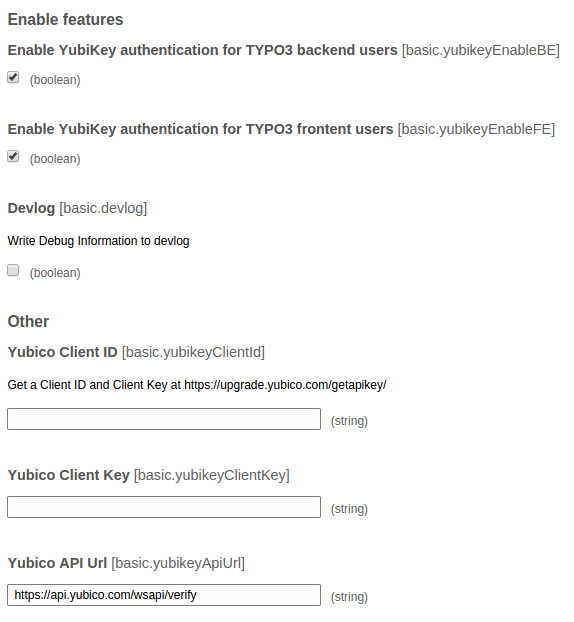 Enable features
Enable YubiKey authentication for TYPO3 backend users [basic.yubikeyEnableBE]
(boolean)
Enable YubiKey authentication for TYPO3 frontent users [basic.yubikeyEnableFE]
(boolean)
Devlog [basic.devlog]
Write Debug Information to devlog
(boolean)
Other
Yubico Client ID [basic.yubikeyClientId]
Get a Client ID and Client Key at https://upgrade.yubico.com/getapikey/
(string)
Yubico Client Key [basic.yubikeyClientKey]
(string)
Yubico API Url [basic.yubikeyApiUrl]
https://api.yubico.com/wsapi/verify (string)